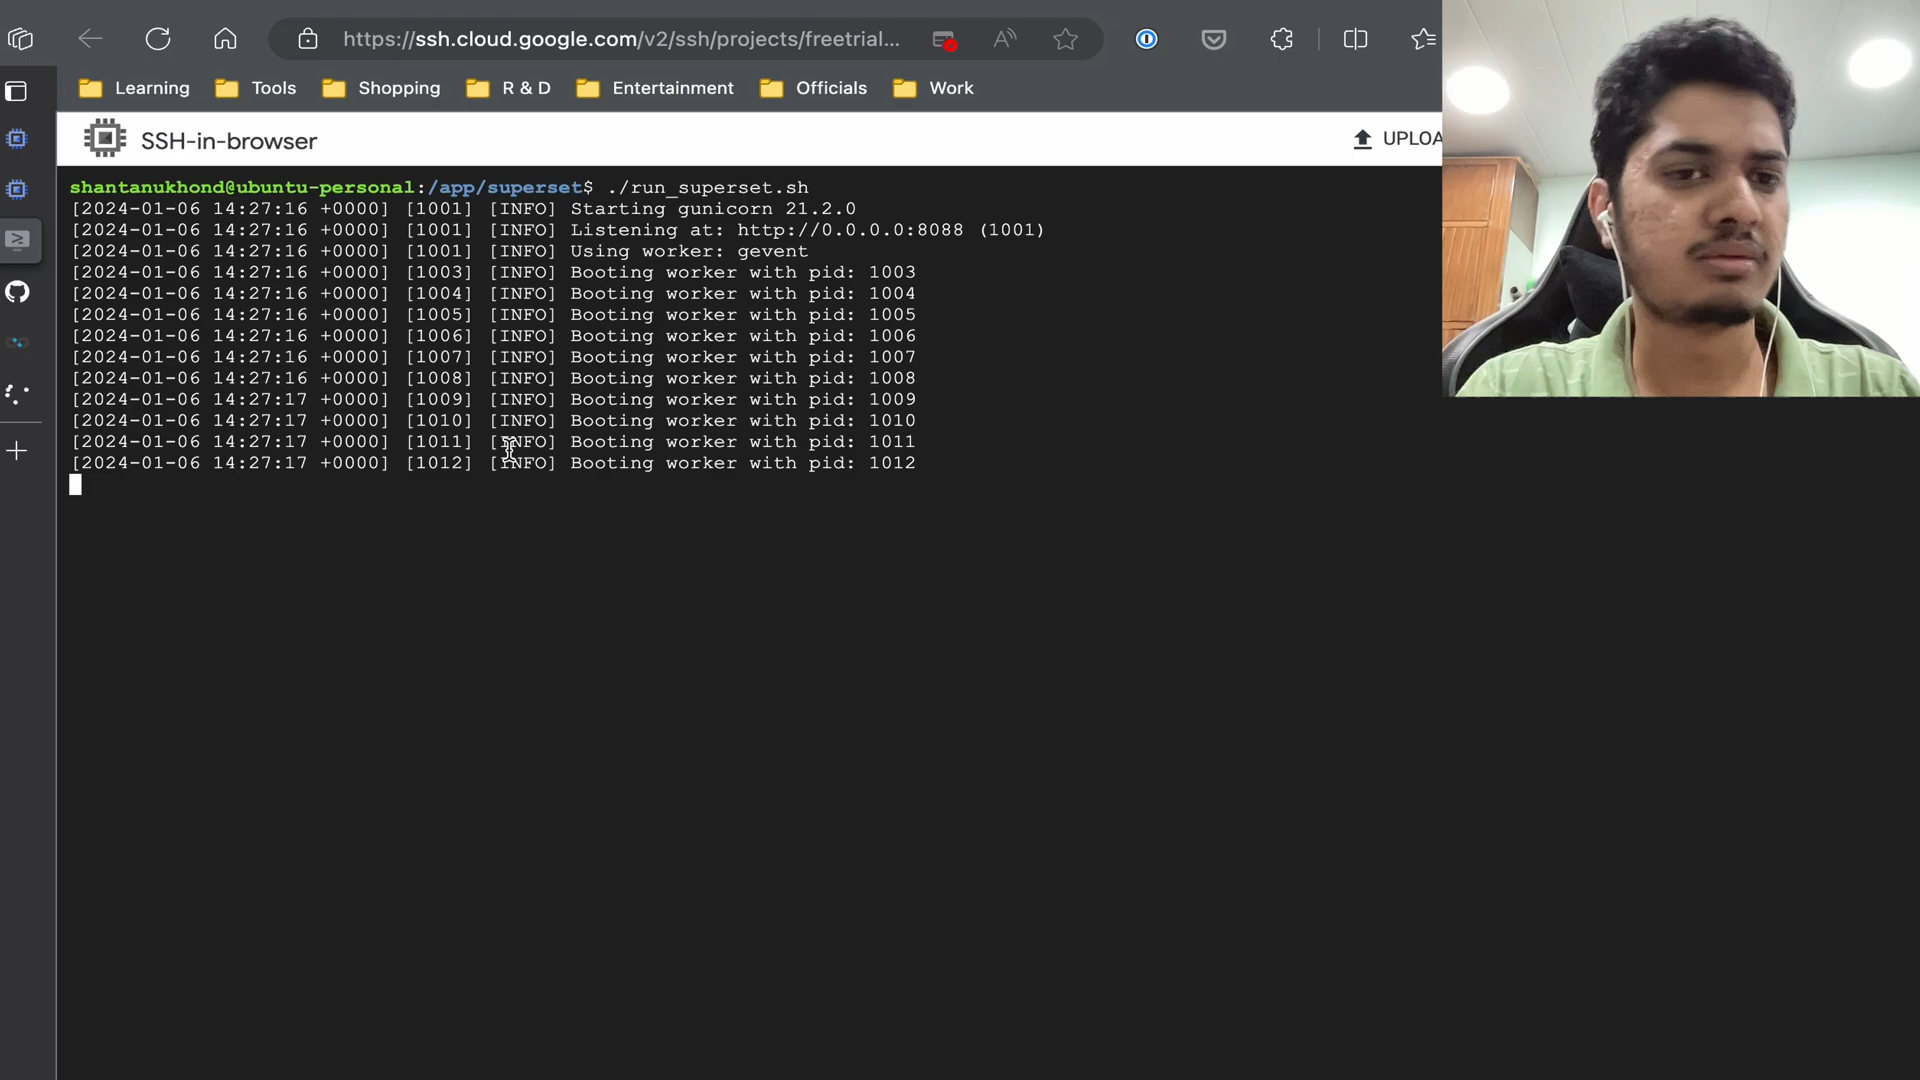 https://ssh.cloud.google.com/v2/ssh/projects/freetrial...
Learning Tools Shopping R & D Entertainment Officials Work
SSH-in-browser
UPLOA
shantanukhond@ubuntu-personal:/app/superset$ ./run_superset.sh
[2024-01-06 14:27:16 +0000] [1001] [INFO] Starting gunicorn 21.2.0
[2024-01-06 14:27:16 +0000] [1001] [INFO] Listening at: http://0.0.0.0:8088 (1001)
[2024-01-06 14:27:16 +0000] [1001] [INFO] Using worker: gevent
[2024-01-06 14:27:16 +0000] [1003] [INFO] Booting worker with pid: 1003
[2024-01-06 14:27:16 +0000] [1004] [INFO] Booting worker with pid: 1004
[2024-01-06 14:27:16 +0000] [1005] [INFO] Booting worker with pid: 1005
[2024-01-06 14:27:16 +0000] [1006] [INFO] Booting worker with pid: 1006
[2024-01-06 14:27:16 +0000] [1007] [INFO] Booting worker with pid: 1007
[2024-01-06 14:27:16 +0000] [1008] [INFO] Booting worker with pid: 1008
[2024-01-06 14:27:17 +0000] [1009] [INFO] Booting worker with pid: 1009
[2024-01-06 14:27:17 +0000] [1010] [INFO] Booting worker with pid: 1010
[2024-01-06 14:27:17 +0000] [1011] [INFO] Booting worker with pid: 1011
[2024-01-06 14:27:17 +0000] [1012] [INFO] Booting worker with pid: 1012